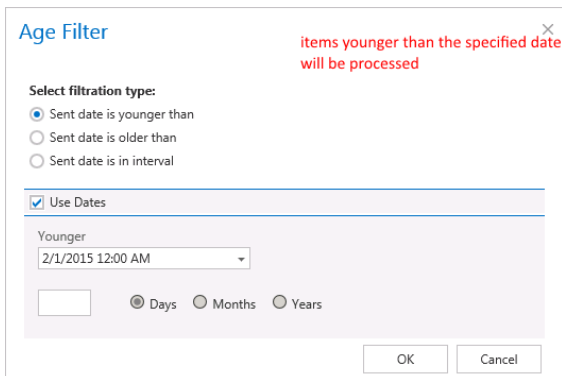 Age Filter
items younger than the specified date
will be processed
Select filtration type:
Sent date is younger than
Sent date is older than
Sent date is in interval
Use Dates
Younger
2/1/2015 12:00 AM
Days Months Years
OK Cancel